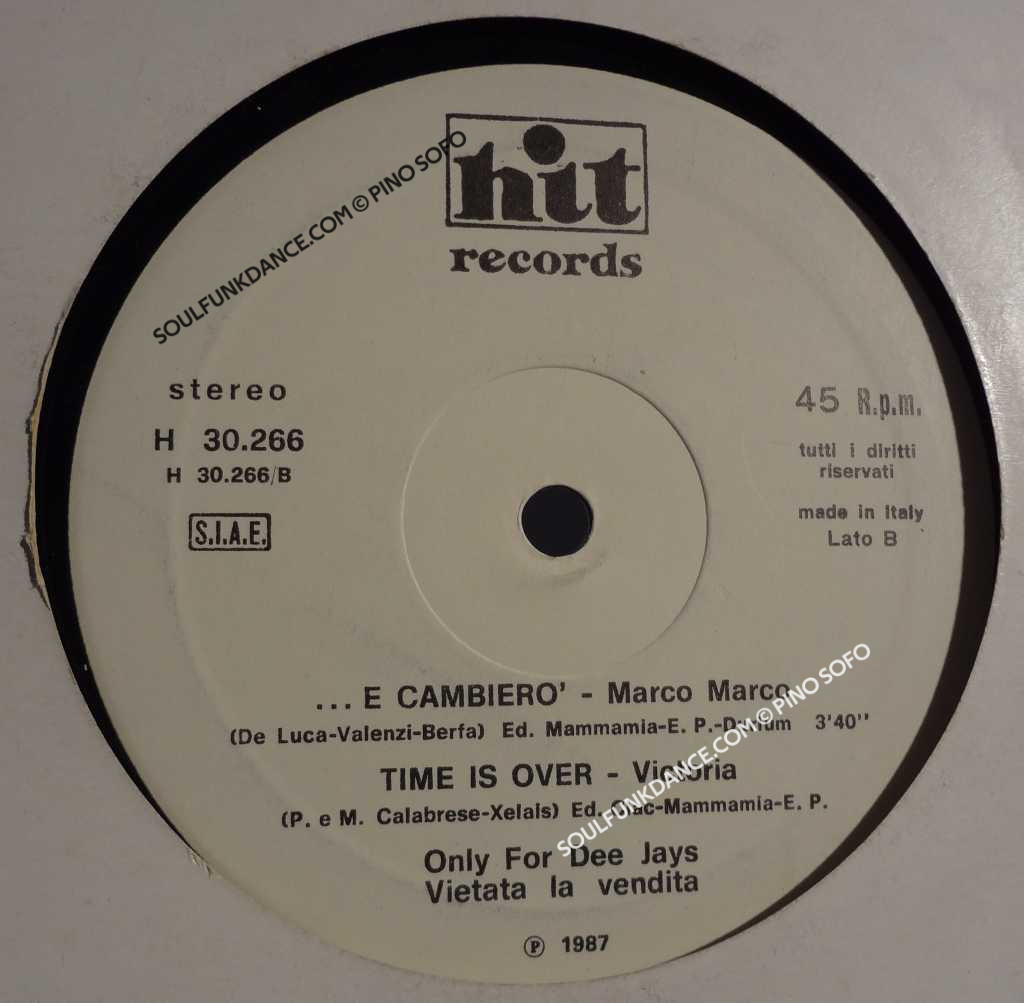 hit
records
SOULFUNKDANCE.COM © PINO SOFO
stereo
H 30.266
H 30.266/B
S.I.A.E.
45 R.p.m.
tutti i diritti
riservati
made in Italy
Lato B
... E CAMBIERO' - Marco Marco
(De Luca-Valenzi-Berfa) Ed. Mammamia-E. P.-Durium 3'40"
TIME IS OVER - Victoria
(P. e M. Calabrese-Xelais) Ed. -Mammamia-E. P.
SOULFUNKDANCE.COM © PINO SOFO
Only For Dee Jays
Vietata la vendita
℗ 1987